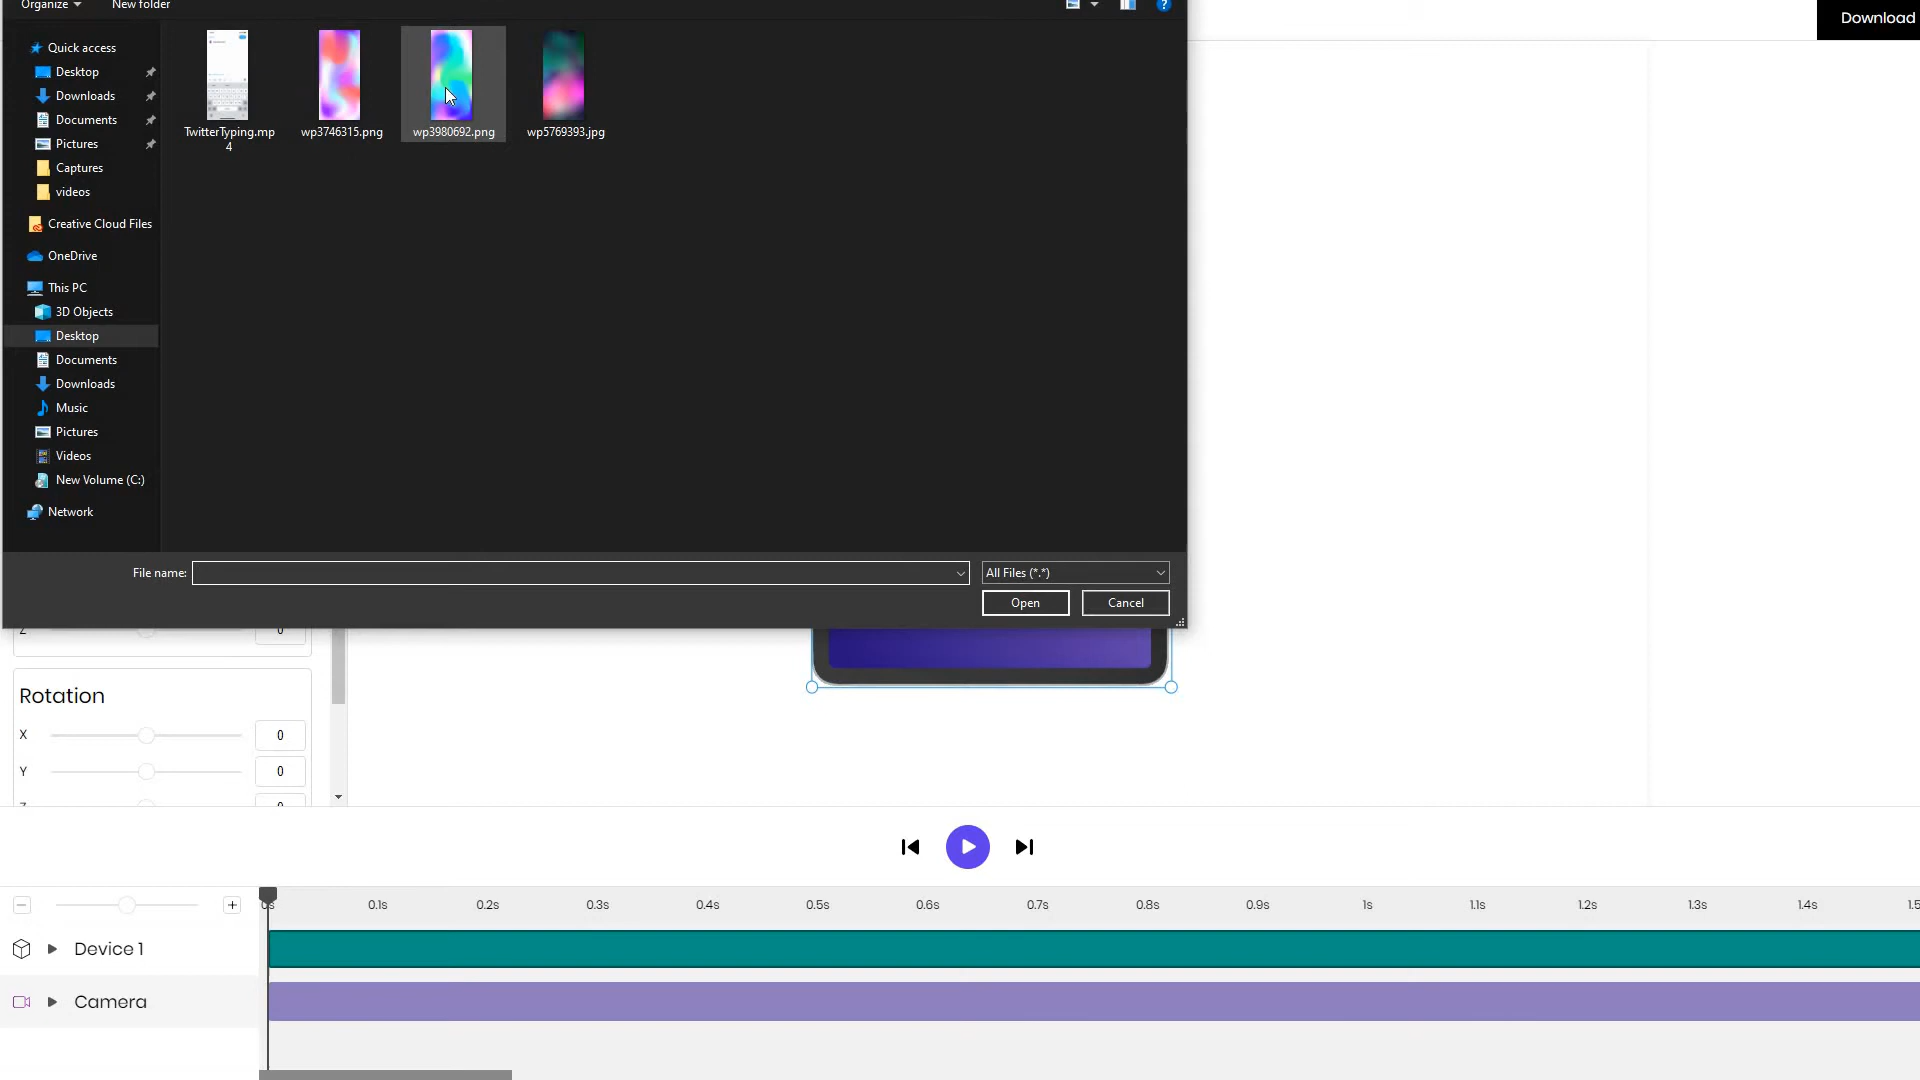 Organize
New folder
Download
Quick access
Desktop
Downloads
Documents
Pictures
Captures
videos
Creative Cloud Files
OneDrive
This PC
3D Objects
Desktop
Documents
Downloads
Music
Pictures
Videos
New Volume (C:)
Network
TwitterTyping.mp
4
wp3746315.png
wp3980692.png
wp5769393.jpg
File name:
All Files (*.*)
Open
Cancel
Z 0
Rotation
X 0
Y 0
0s 0.1s 0.2s 0.3s 0.4s 0.5s 0.6s 0.7s 0.8s 0.9s 1s 1.1s 1.2s 1.3s 1.4s
Device 1
Camera